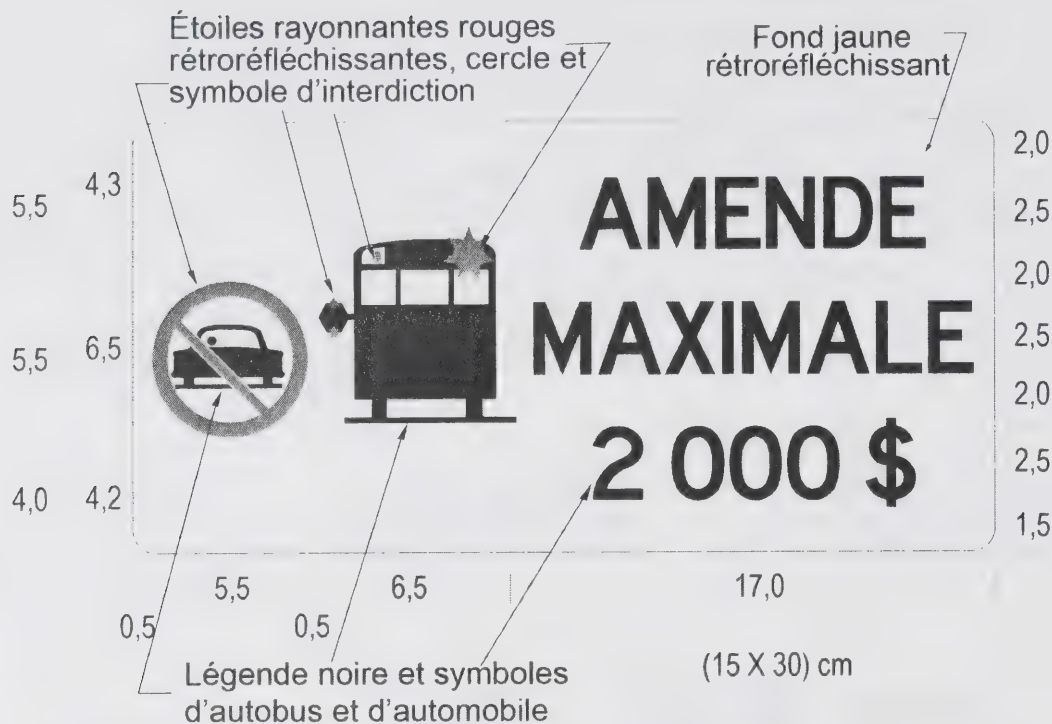 Étoiles rayonnantes rouges
rétroréfléchissantes, cercle et
symbole d'interdiction
Fond jaune
rétroréfléchissant
5,5
5,5
4,0
4,3
6,5
4,2
AMENDE
MAXIMALE
2 000 $
2,0
2,5
2,0
2,5
2,0
2,5
1,5
5,5
6,5
17,0
0,5
0,5
(15 X 30) cm
Légende noire et symboles
d'autobus et d'automobile